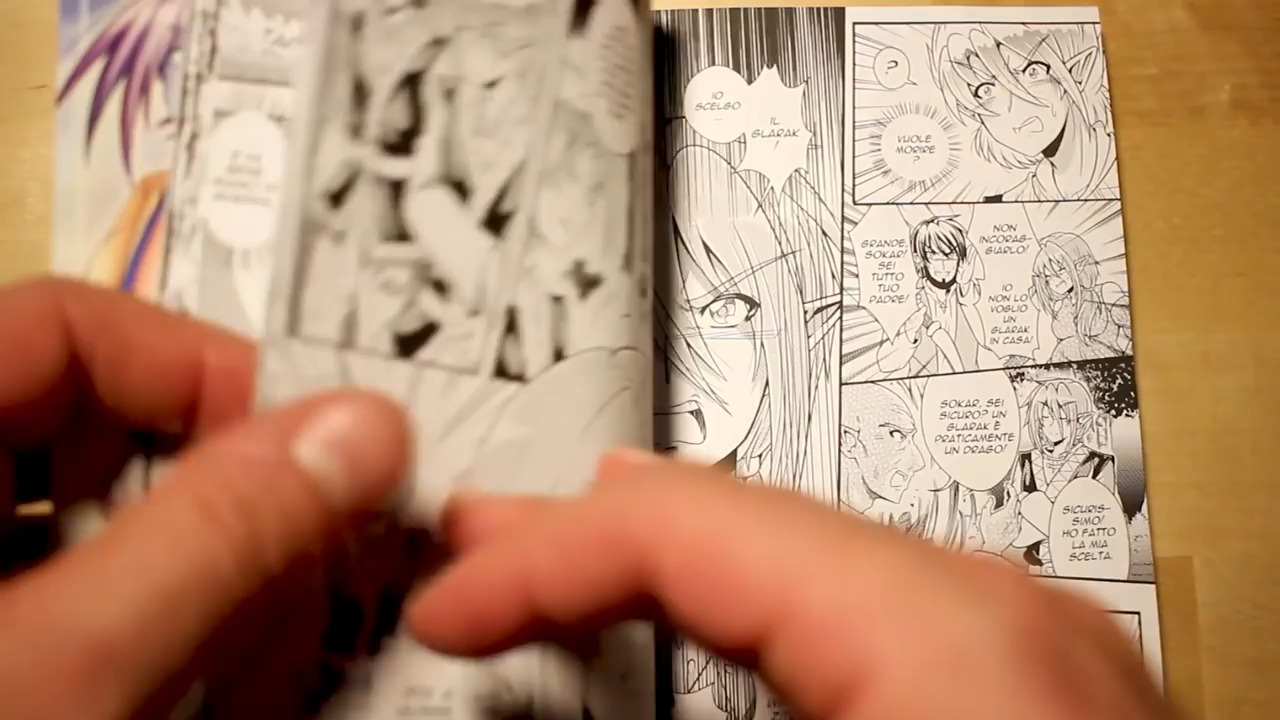 IO
SCELGO
...
IL
GLARAK
!
?
VUOLE
MORIRE
?
GRANDE,
SOKAR!
SEI
TUTTO
TUO
PADRE!
NON
INCORAG-
GIARLO!
IO
NON LO
VOGLIO
UN
GLARAK
IN CASA!
SOKAR, SEI
SICURO? UN
GLARAK È
PRATICAMENTE
UN DRAGO!
SICURIS-
SIMO!
HO FATTO
LA MIA
SCELTA.